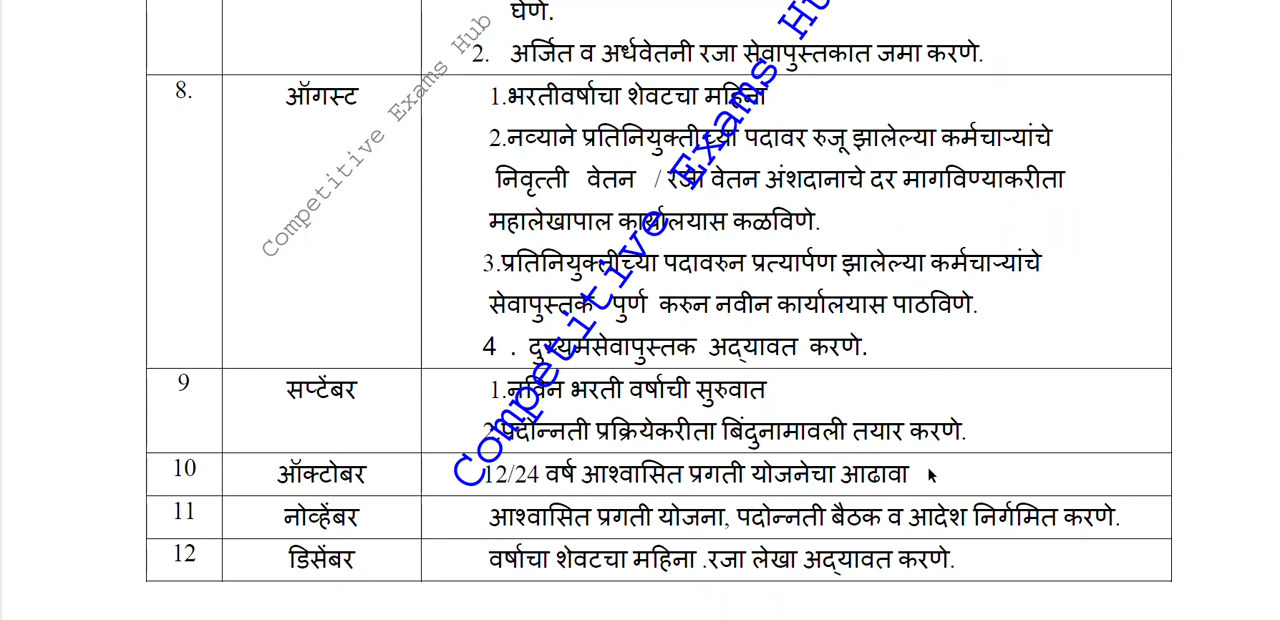 घेणे.
2. अर्जित व अर्धवेतनी रजा सेवापुस्तकात जमा करणे.
8. ऑगस्ट 1.भरतीवर्षाचा शेवटचा महिना
2.नव्याने प्रतिनियुक्तीच्या पदावर रुजू झालेल्या कर्मचाऱ्यांचे
निवृत्ती वेतन / रजा वेतन अंशदानाचे दर मागविण्याकरीता
महालेखापाल कार्यालयास कळविणे.
3.प्रतिनियुक्तीच्या पदावरुन प्रत्यार्पण झालेल्या कर्मचाऱ्यांचे
सेवापुस्तक पुर्ण करुन नवीन कार्यालयास पाठविणे.
4 . दुय्यमसेवापुस्तक अद्‌यावत करणे.
9 सप्टेंबर 1.नविन भरती वर्षाची सुरुवात
2.पदोन्नती प्रक्रियेकरीता बिंदुनामावली तयार करणे.
10 ऑक्टोबर 12/24 वर्ष आश्वासित प्रगती योजनेचा आढावा
11 नोव्हेंबर आश्वासित प्रगती योजना, पदोन्नती बैठक व आदेश निर्गमित करणे.
12 डिसेंबर वर्षाचा शेवटचा महिना .रजा लेखा अद्‌यावत करणे.
Competitive Exams Hub
Competitive Exams Hu